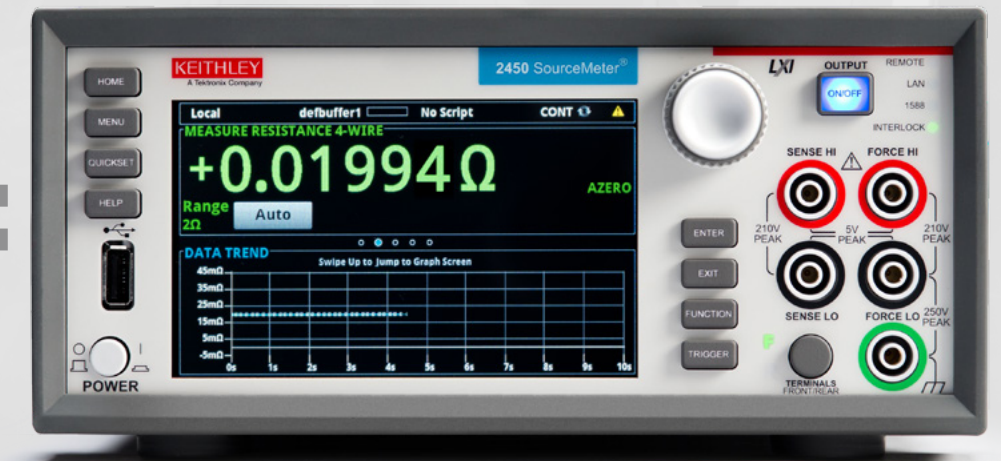 KEITHLEY
A Tektronix Company
2450 SourceMeter®
LXI
OUTPUT
ON/OFF
REMOTE
LAN
1588
INTERLOCK
HOME
MENU
QUICKSET
HELP
POWER
Local defbuffer1 No Script CONT
MEASURE RESISTANCE 4-WIRE
+0.01994 Ω
AZERO
Range
2Ω
Auto
DATA TREND
Swipe Up to Jump to Graph Screen
45mΩ
35mΩ
25mΩ
15mΩ
5mΩ
-5mΩ
0s 1s 2s 3s 4s 5s 6s 7s 8s 9s 10s
ENTER
EXIT
FUNCTION
TRIGGER
SENSE HI
FORCE HI
210V
PEAK
5V
PEAK
210V
PEAK
SENSE LO
FORCE LO
250V
PEAK
F
TERMINALS
FRONT/REAR